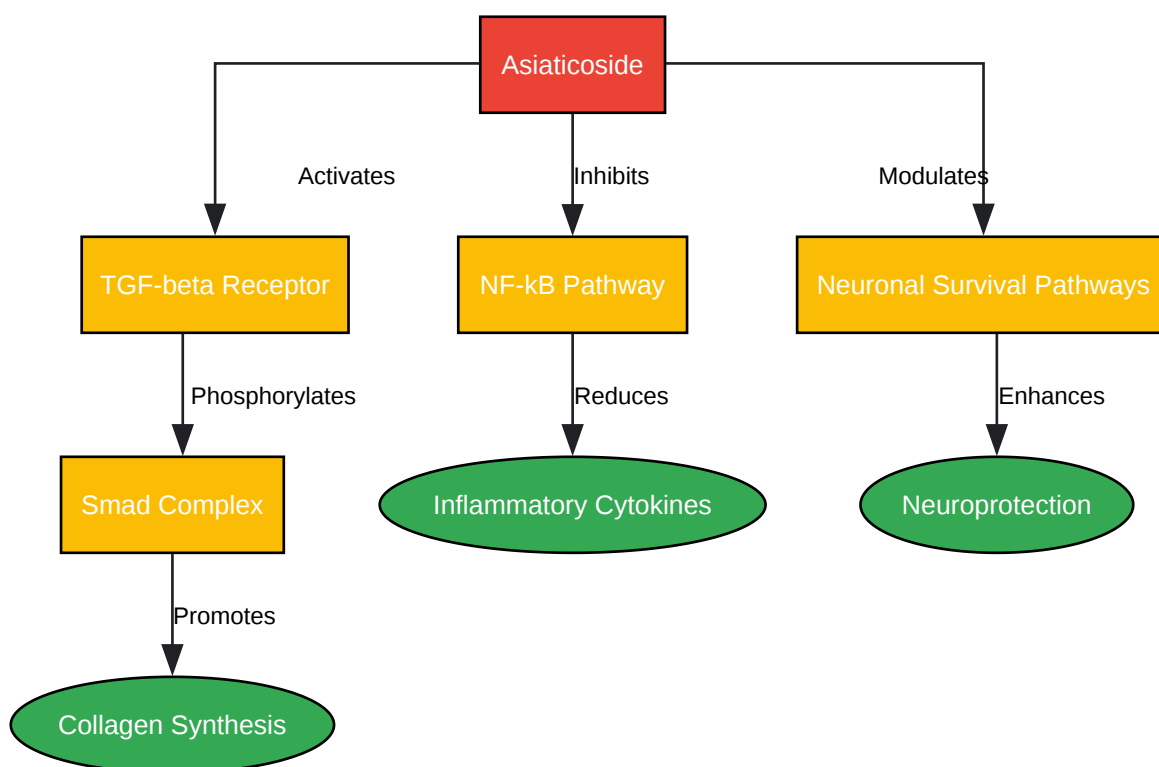 Asiaticoside
Activates
Inhibits
Modulates
TGF-beta Receptor
NF-kB Pathway
Neuronal Survival Pathways
Phosphorylates
Reduces
Enhances
Smad Complex
Inflammatory Cytokines
Neuroprotection
Promotes
Collagen Synthesis